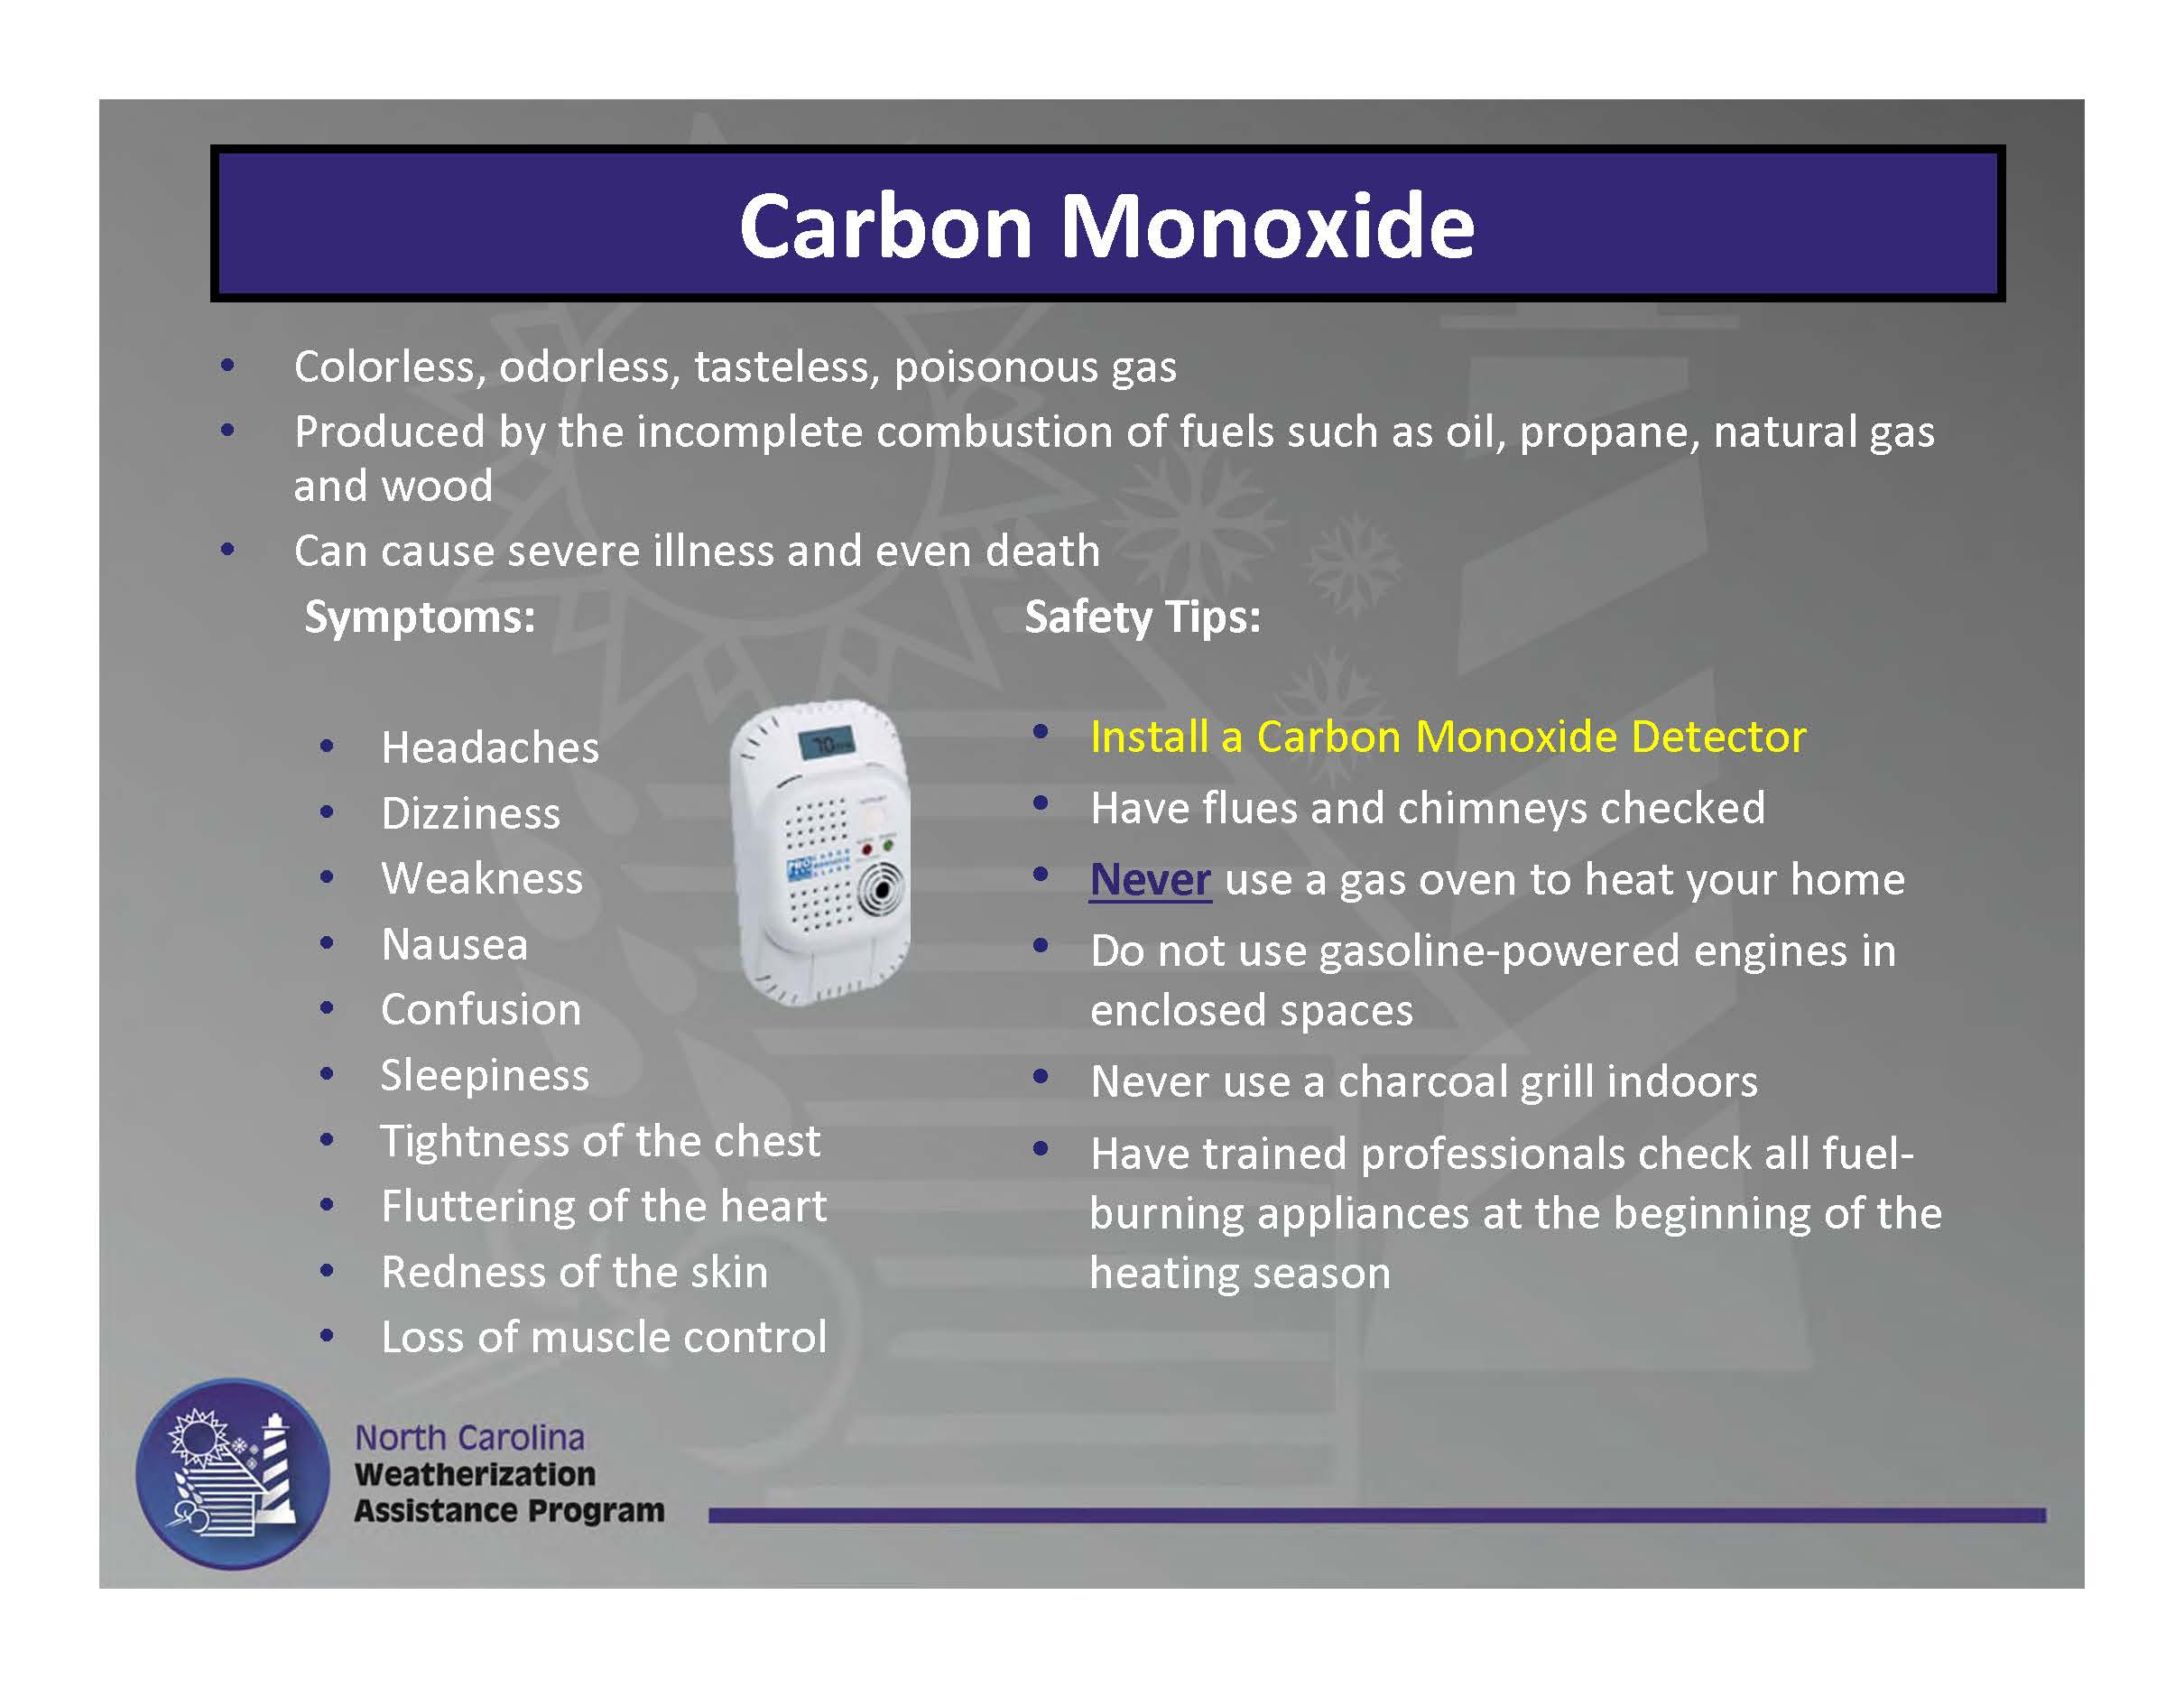 Carbon Monoxide
• Colorless, odorless, tasteless, poisonous gas
• Produced by the incomplete combustion of fuels such as oil, propane, natural gas
and wood
• Can cause severe illness and even death
Symptoms:
• Headaches
• Dizziness
• Weakness
• Nausea
• Confusion
• Sleepiness
• Tightness of the chest
• Fluttering of the heart
• Redness of the skin
• Loss of muscle control
70
PRO
Safety Tips:
• Install a Carbon Monoxide Detector
• Have flues and chimneys checked
• Never use a gas oven to heat your home
• Do not use gasoline-powered engines in
enclosed spaces
• Never use a charcoal grill indoors
• Have trained professionals check all fuel-
burning appliances at the beginning of the
heating season
North Carolina
Weatherization
Assistance Program